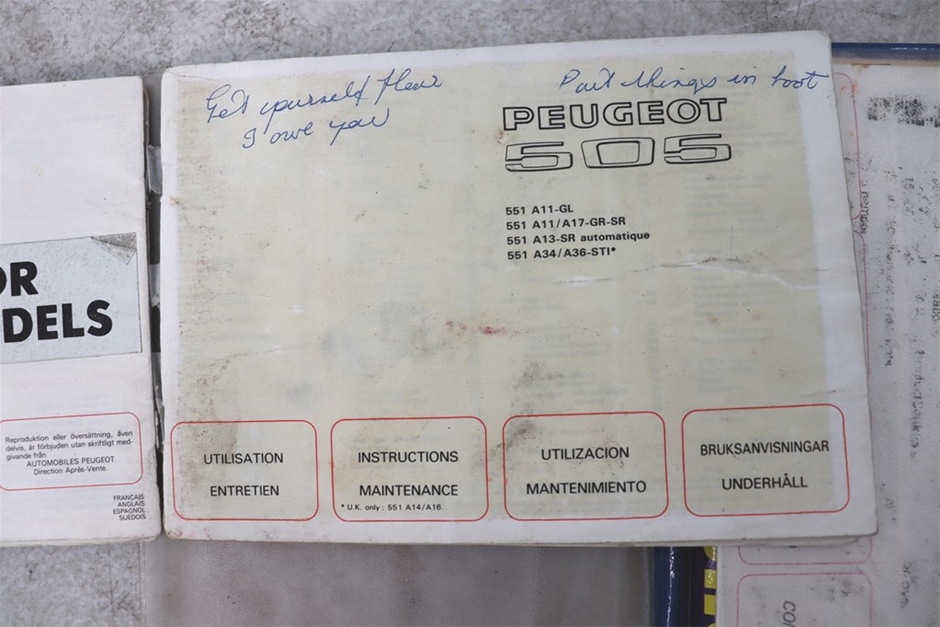 Get yourself
I owe you
Put things in boot
PEUGEOT
505
551 A11-GL
551 A11/A17-GR-SR
551 A13-SR automatique
551 A34/A36-STI*
UTILISATION
ENTRETIEN
INSTRUCTIONS
MAINTENANCE
* U.K. only : 551 A14/A16.
UTILIZACION
MANTENIMIENTO
BRUKSANVISNINGAR
UNDERHÅLL
OR
DELS
Reproduktion eller översättning, även
delvis, är förbjuden utan skriftligt med-
givande från
AUTOMOBILES PEUGEOT
Direction Après-Vente.
FRANÇAIS
ANGLAIS
ESPAGNOL
SUEDOIS